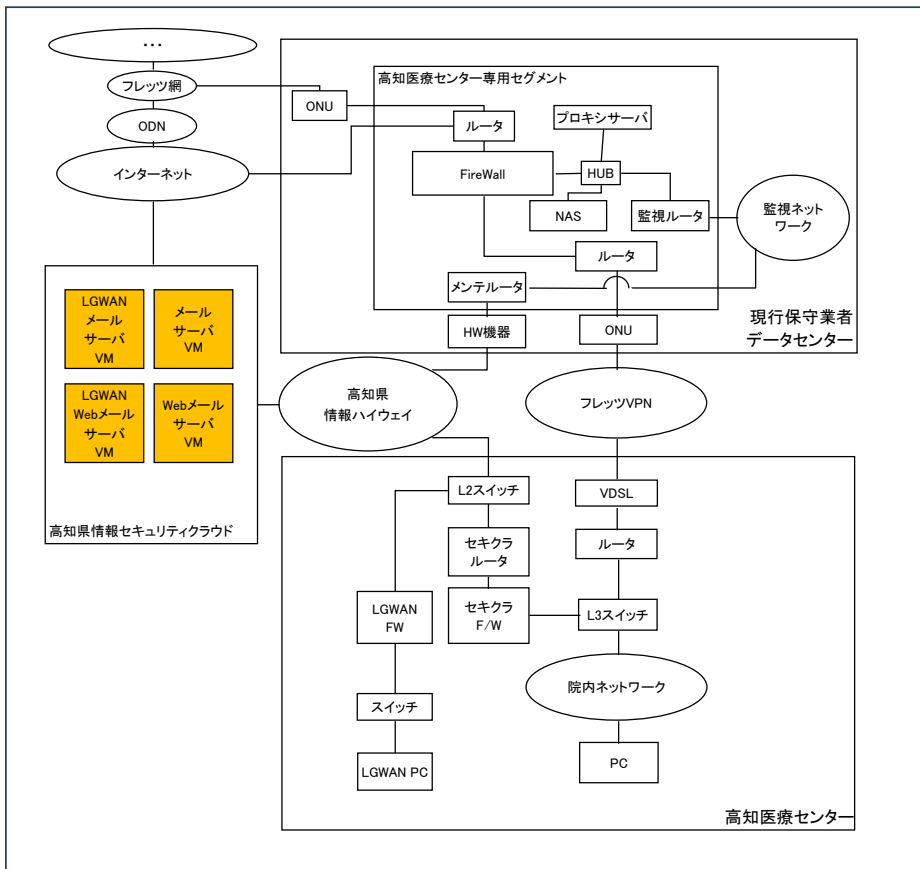 …
フレッツ網
ODN
インターネット
ONU
高知医療センター専用セグメント
ルータ
プロキシサーバ
FireWall
HUB
NAS
監視ルータ
監視ネット
ワーク
ルータ
メンテルータ
HW機器
ONU
現行保守業者
データセンター
LGWAN
メール
サーバ
VM
メール
サーバ
VM
LGWAN
Webメール
サーバ
VM
Webメール
サーバ
VM
高知県情報セキュリティクラウド
高知県
情報ハイウェイ
フレッツVPN
L2スイッチ
VDSL
セキクラ
ルータ
ルータ
LGWAN
FW
セキクラ
F/W
L3スイッチ
院内ネットワーク
スイッチ
LGWAN PC
PC
高知医療センター